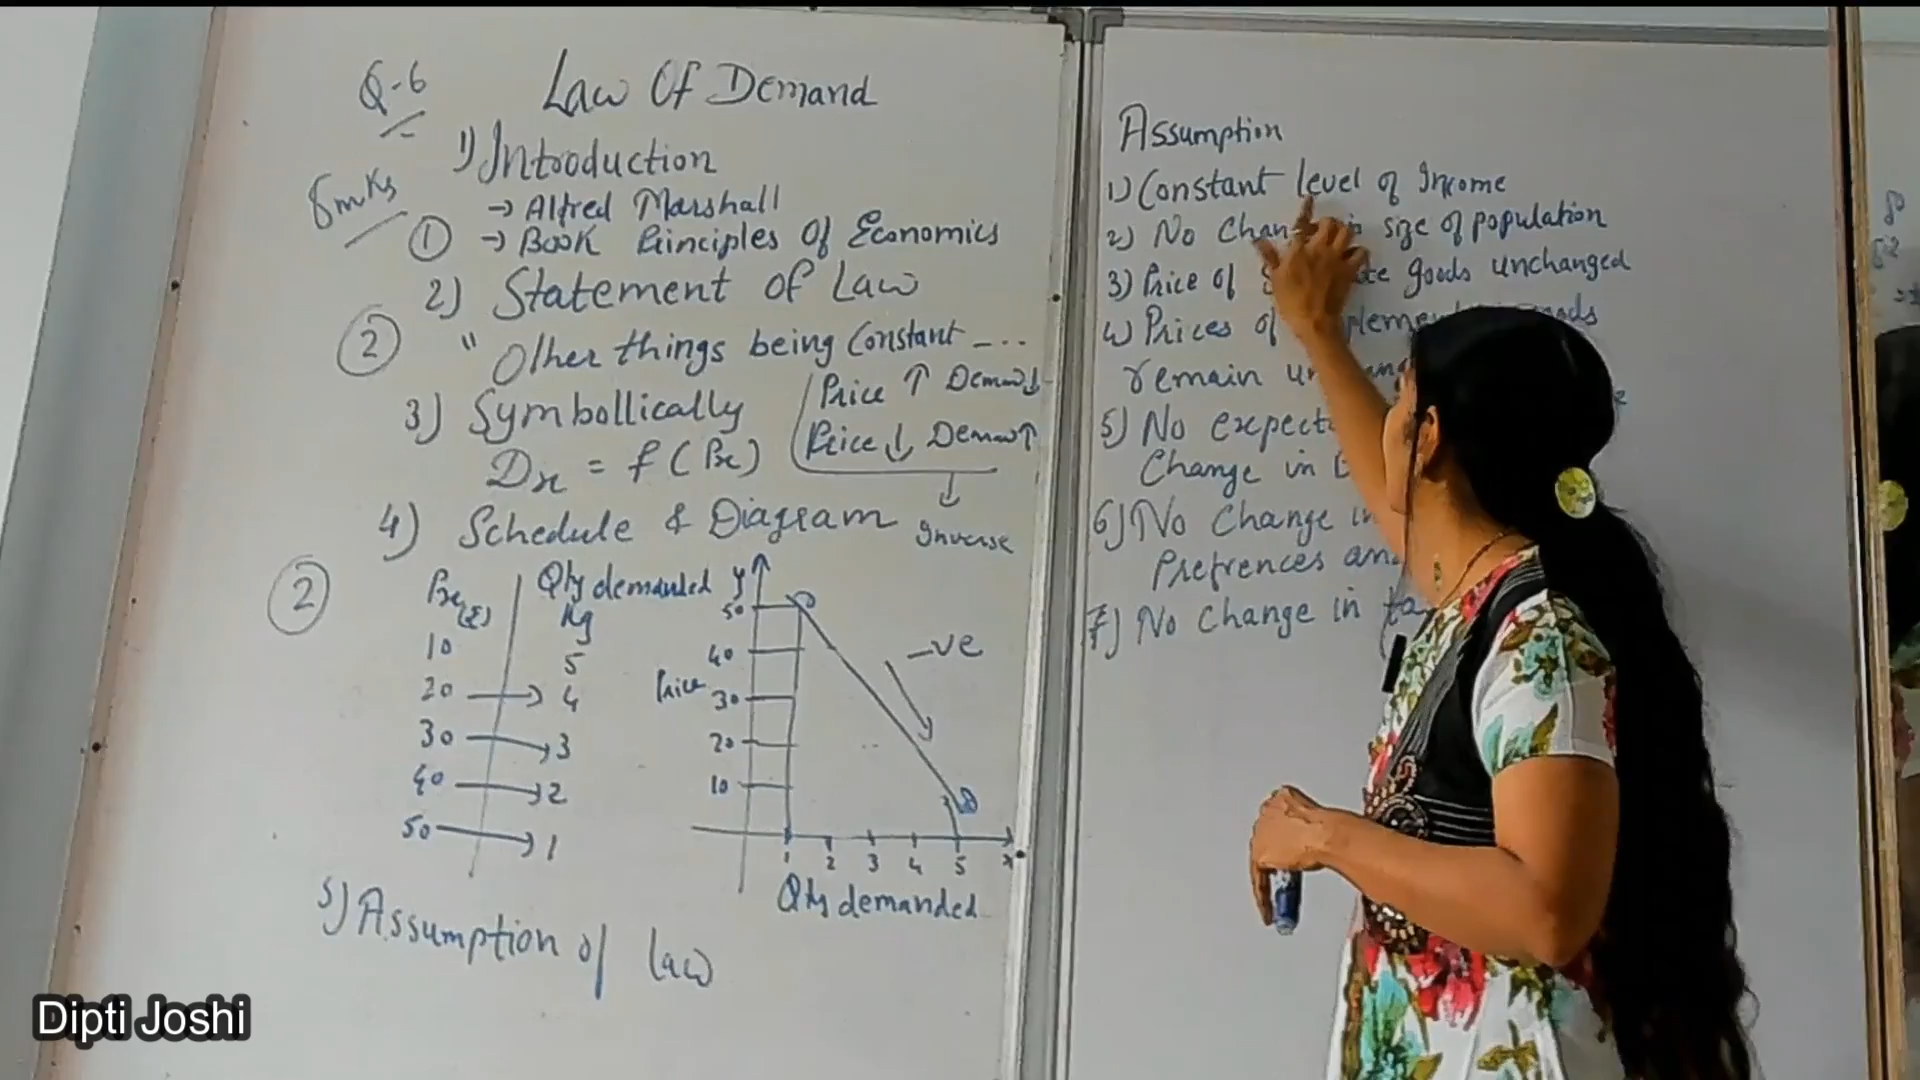 Q-6 Law Of Demand
8mks
1) Introduction
→ Alfred Marshall
① → Book Principles Of Economics
2) Statement of Law
② " Other things being Constant - ...
3) Symbollically
Price ↑ Demand ↓
Price ↓ Demand ↑
Dx = f (Px)
4) Schedule & Diagram
Inverse
②
Px (₹) Qty demanded Kg
10 5
20 → 4
30 → 3
40 → 2
50 → 1
y
50 D
40
Price 30
20
10
-ve
D
1 2 3 4 5 x
Qty demanded
5) Assumption of law
Assumption
1) Constant level of Income
2) No Chan size of population
3) Price of goods unchanged
4) Prices of
remain
5) No
Change in
6) No Change in
Prefrences
7) No Change in
Dipti Joshi